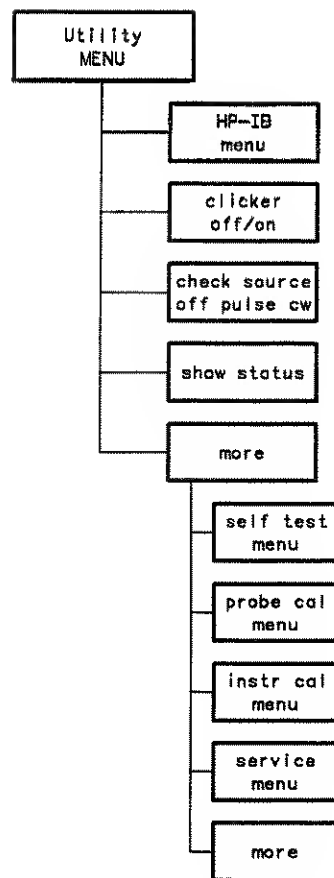 Utility
MENU
HP-IB
menu
clicker
off/on
check source
off pulse cw
show status
more
self test
menu
probe cal
menu
instr cal
menu
service
menu
more